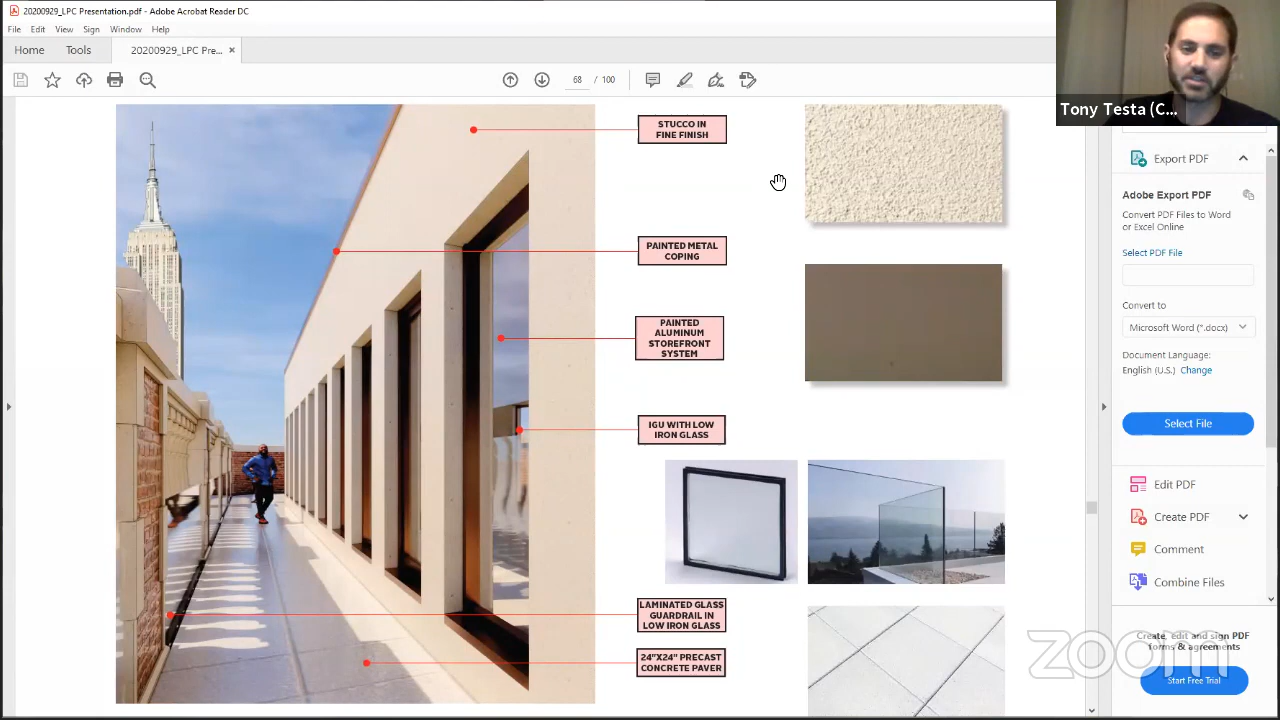 20200929_LPC Presentation.pdf - Adobe Acrobat Reader DC
File Edit View Sign Window Help
Home Tools 20200929_LPC Pre... ×
68 / 100
Tony Testa (C...
STUCCO IN
FINE FINISH
PAINTED METAL
COPING
PAINTED
ALUMINUM
STOREFRONT
SYSTEM
IGU WITH LOW
IRON GLASS
LAMINATED GLASS
GUARDRAIL IN
LOW IRON GLASS
24"X24" PRECAST
CONCRETE PAVER
Export PDF
Adobe Export PDF
Convert PDF Files to Word
or Excel Online
Select PDF File
Convert to
Microsoft Word (*.docx)
Document Language:
English (U.S.) Change
Select File
Edit PDF
Create PDF
Comment
Combine Files
Create, edit and sign PDF
forms & agreements
Start Free Trial
zoom